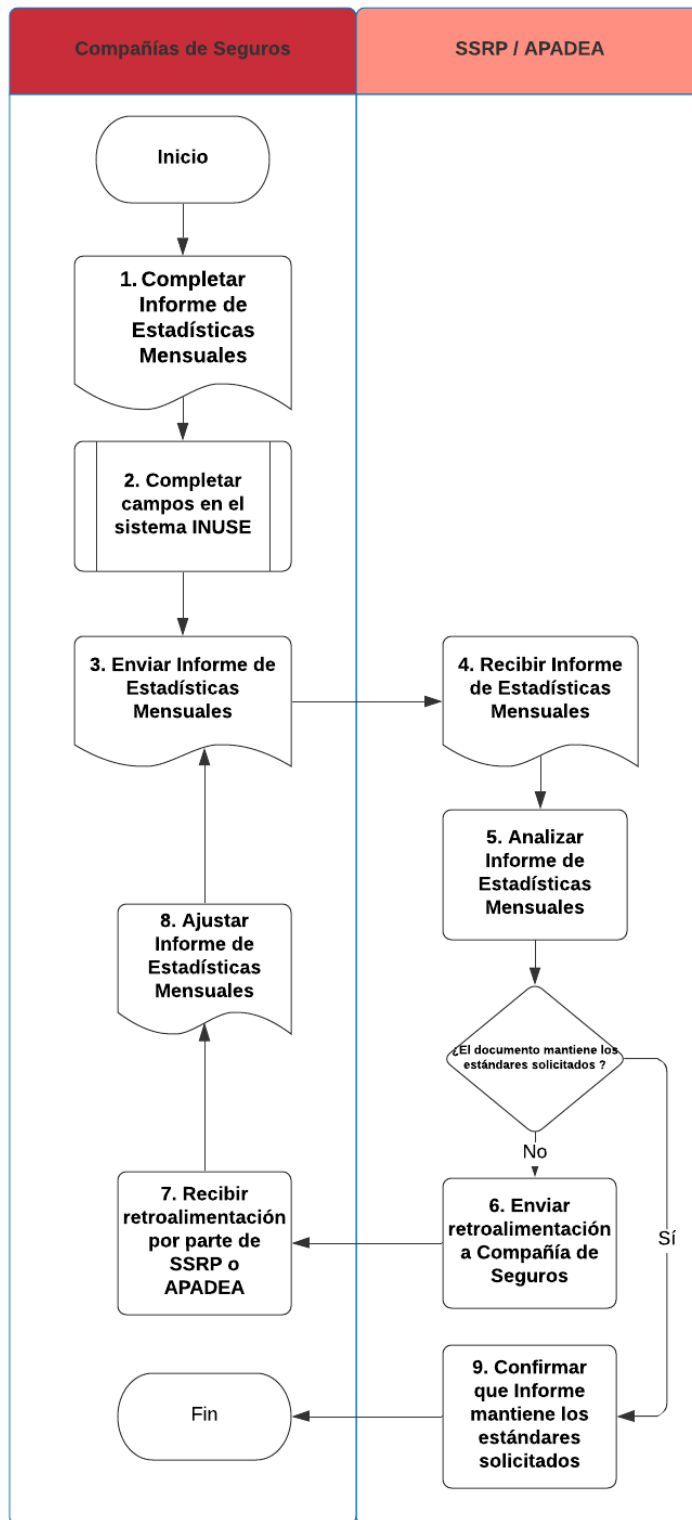 Compañías de Seguros
SSRP / APADEA
Inicio
1. Completar
Informe de
Estadísticas
Mensuales
2. Completar
campos en el
sistema INUSE
3. Enviar Informe de
Estadísticas
Mensuales
4. Recibir Informe
de Estadísticas
Mensuales
5. Analizar
Informe de
Estadísticas
Mensuales
¿El documento mantiene los
estándares solicitados ?
No
Sí
6. Enviar
retroalimentación
a Compañía de
Seguros
7. Recibir
retroalimentación
por parte de
SSRP o
APADEA
8. Ajustar
Informe de
Estadísticas
Mensuales
9. Confirmar
que Informe
mantiene los
estándares
solicitados
Fin